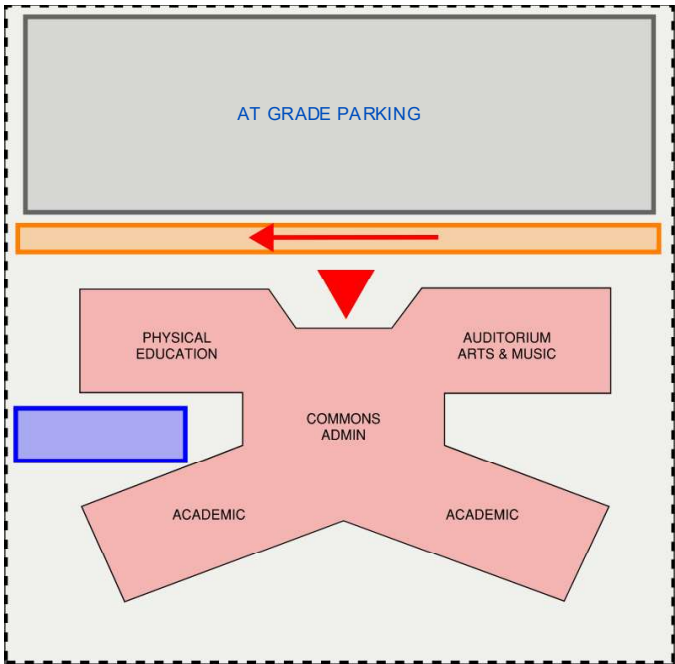 AT GRADE PARKING
PHYSICAL
EDUCATION
AUDITORIUM
ARTS & MUSIC
COMMONS
ADMIN
ACADEMIC
ACADEMIC